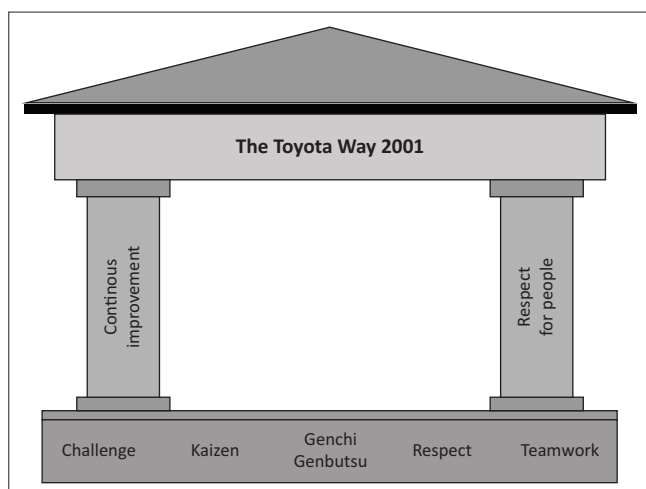 The Toyota Way 2001
Continous
improvement
Respect
for people
Challenge
Kaizen
Genchi
Genbutsu
Respect
Teamwork